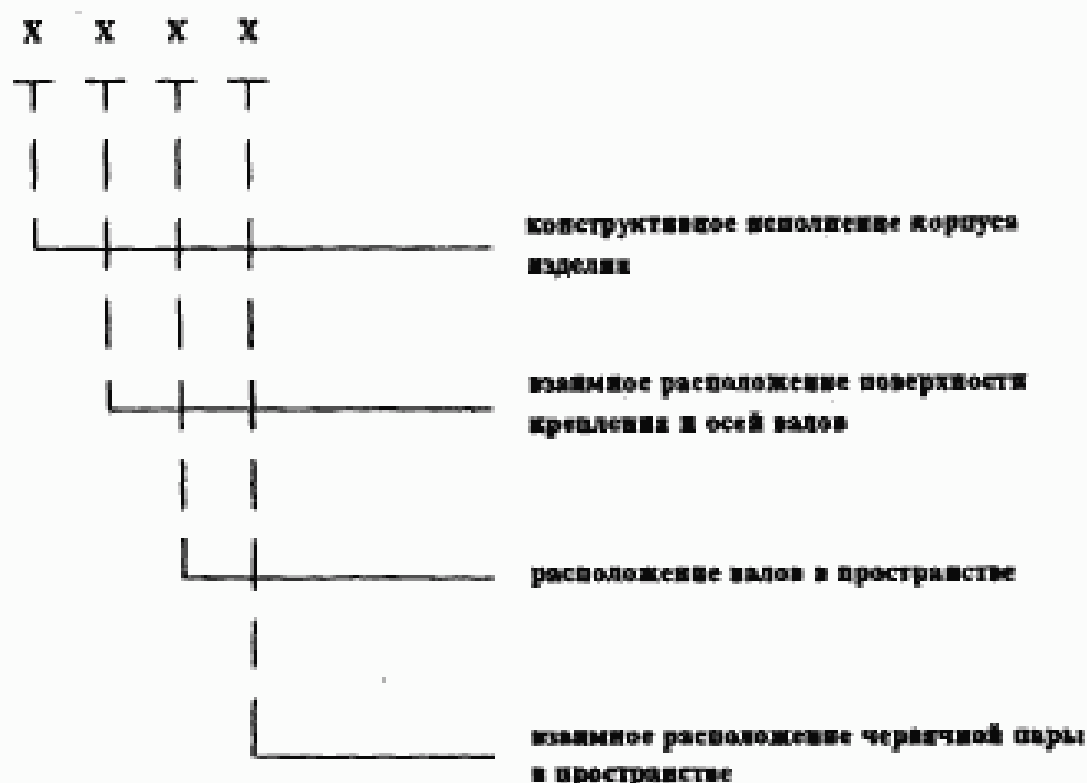 X X X X
конструктивное исполнение корпуса
изделия
взаимное расположение поверхности
крепления и осей валов
расположение валов в пространстве
взаимное расположение червячной пары
в пространстве